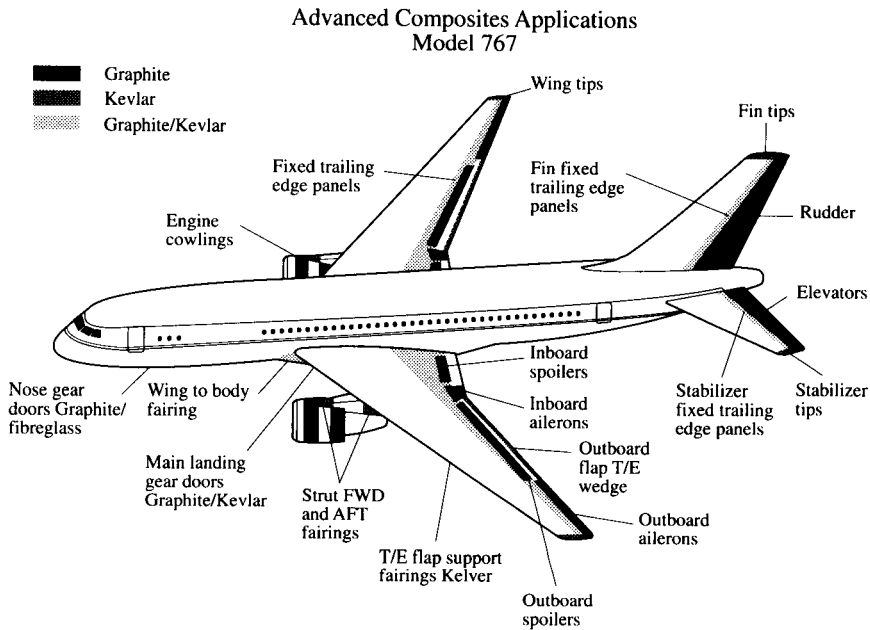 Advanced Composites Applications
Model 767
Graphite
Kevlar
Graphite/Kevlar
Wing tips
Fin tips
Fixed trailing
edge panels
Fin fixed
trailing edge
panels
Rudder
Engine
cowlings
Elevators
Inboard
spoilers
Nose gear
doors Graphite/
fibreglass
Wing to body
fairing
Inboard
ailerons
Stabilizer
fixed trailing
edge panels
Stabilizer
tips
Main landing
gear doors
Graphite/Kevlar
Strut FWD
and AFT
fairings
Outboard
flap T/E
wedge
T/E flap support
fairings Kelver
Outboard
ailerons
Outboard
spoilers